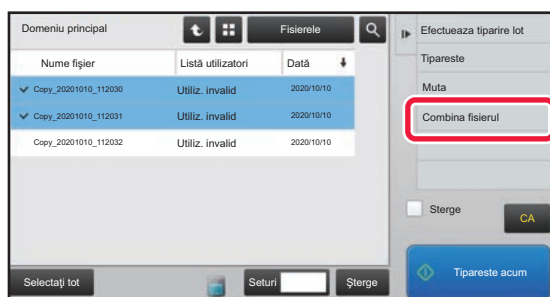 Domeniu principal
Fisierele
Nume fişier
Listă utilizatori
Dată
Copy_20201010_112030
Utiliz. invalid
2020/10/10
Copy_20201010_112031
Utiliz. invalid
2020/10/10
Copy_20201010_112032
Utiliz. invalid
2020/10/10
Selectaţi tot
Seturi
Şterge
Efectueaza tiparire lot
Tipareste
Muta
Combina fisierul
Sterge
CA
Tipareste acum